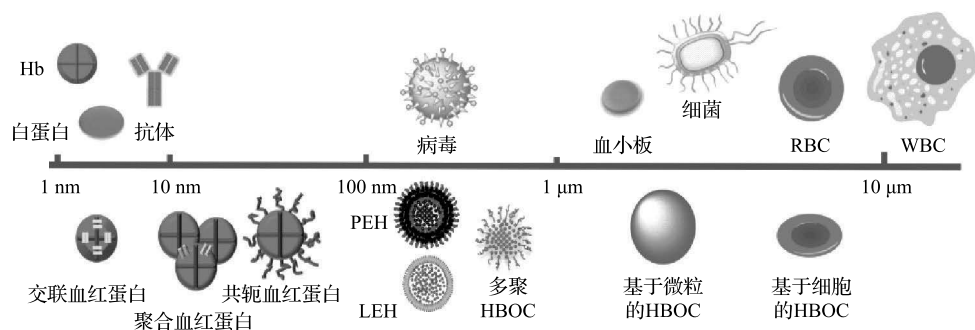 Hb
白蛋白
抗体
病毒
血小板
细菌
RBC
WBC
1 nm
10 nm
100 nm
1 μm
10 μm
交联血红蛋白
聚合血红蛋白
共轭血红蛋白
PEH
LEH
多聚
HBOC
基于微粒
的HBOC
基于细胞
的HBOC